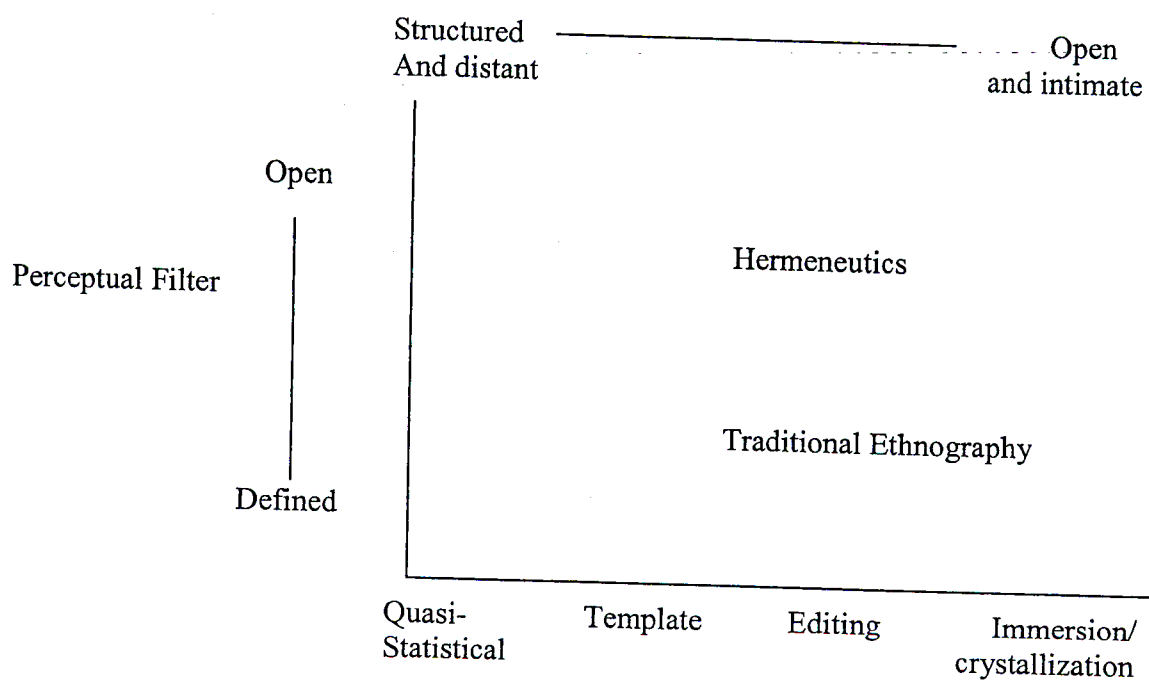 Structured
And distant
Open
and intimate
Open
Perceptual Filter
Hermeneutics
Traditional Ethnography
Defined
Quasi-
Statistical
Template
Editing
Immersion/
crystallization